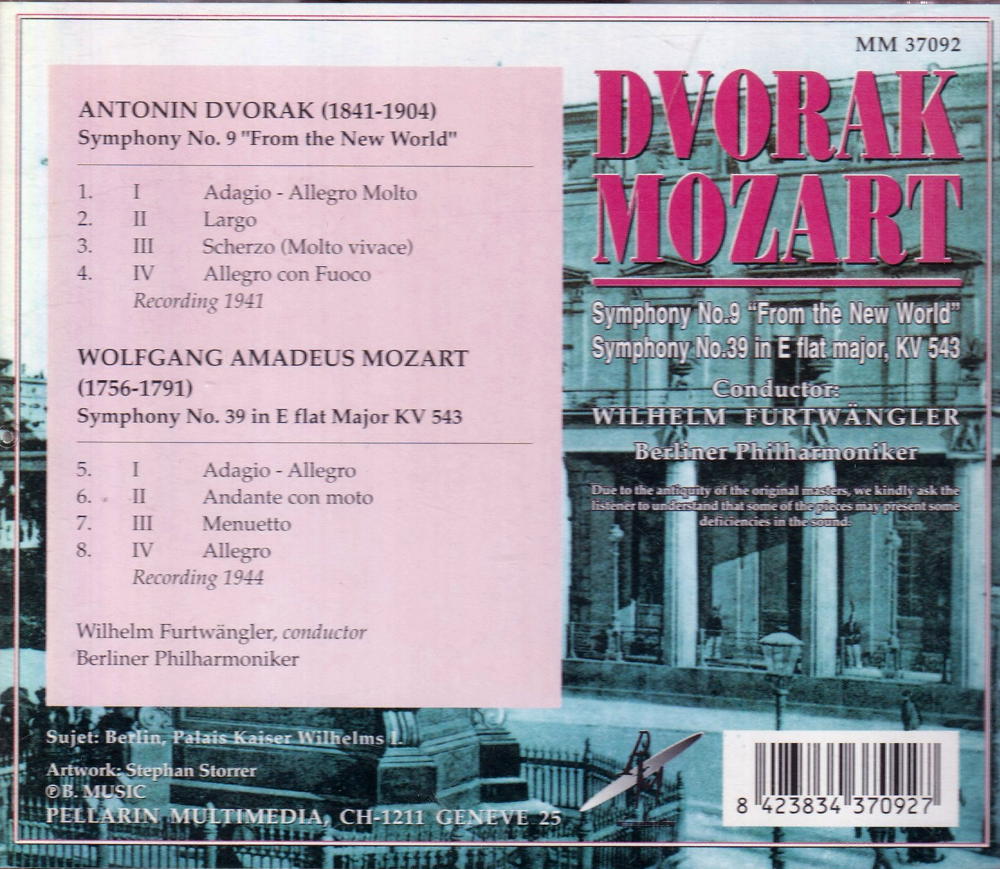 MM 37092
ANTONIN DVORAK (1841-1904)
Symphony No. 9 "From the New World"
1. I Adagio - Allegro Molto
2. II Largo
3. III Scherzo (Molto vivace)
4. IV Allegro con Fuoco
Recording 1941
WOLFGANG AMADEUS MOZART
(1756-1791)
Symphony No. 39 in E flat Major KV 543
5. I Adagio - Allegro
6. II Andante con moto
7. III Menuetto
8. IV Allegro
Recording 1944
Wilhelm Furtwängler, conductor
Berliner Philharmoniker
DVORAK
MOZART
Symphony No.9 “From the New World”
Symphony No.39 in E flat major, KV 543
Conductor:
WILHELM FURTWÄNGLER
Berliner Philharmoniker
Due to the antiquity of the original masters, we kindly ask the
listener to understand that some of the pieces may present some
deficiencies in the sound.
Sujet: Berlin, Palais Kaiser Wilhelms I.
Artwork: Stephan Storrer
℗B. MUSIC
PELLARIN MULTIMEDIA, CH-1211 GENEVE 25
8 423834 370927